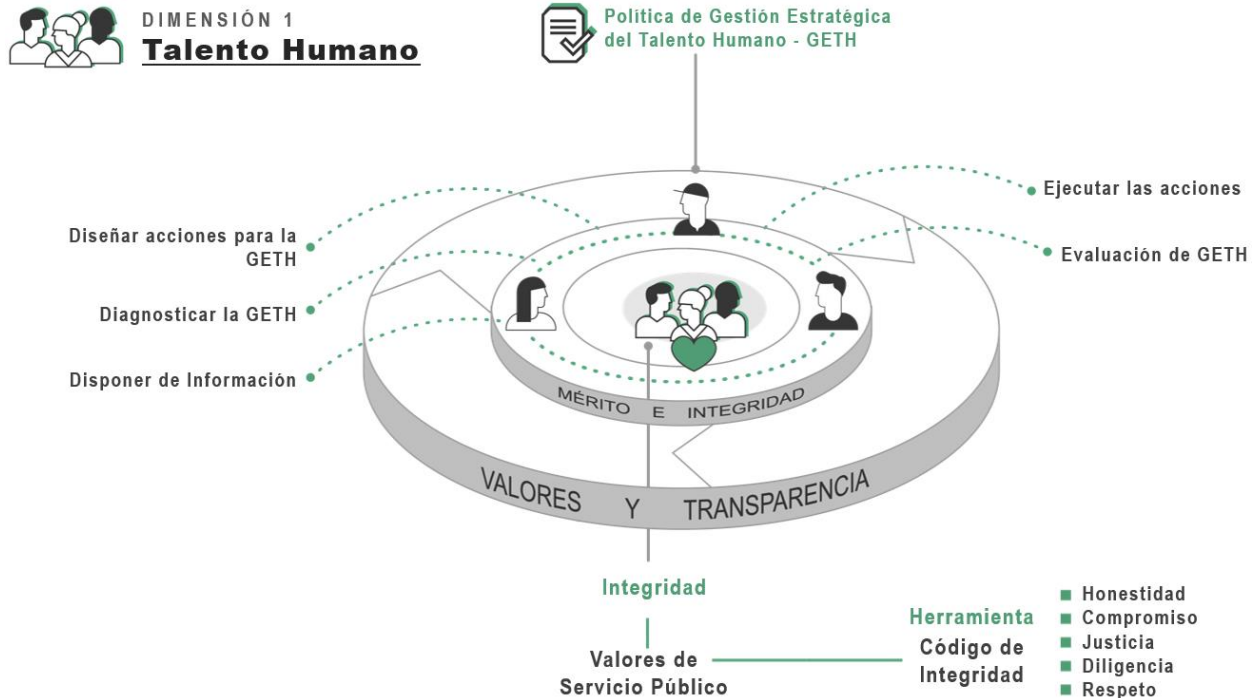 DIMENSIÓN 1
Talento Humano
Política de Gestión Estratégica
del Talento Humano - GETH
Diseñar acciones para la
GETH
Diagnosticar la GETH
Disponer de Información
Ejecutar las acciones
Evaluación de GETH
MÉRITO E INTEGRIDAD
VALORES Y TRANSPARENCIA
Integridad
Valores de
Servicio Público
Herramienta
Código de
Integridad
Honestidad
Compromiso
Justicia
Diligencia
Respeto